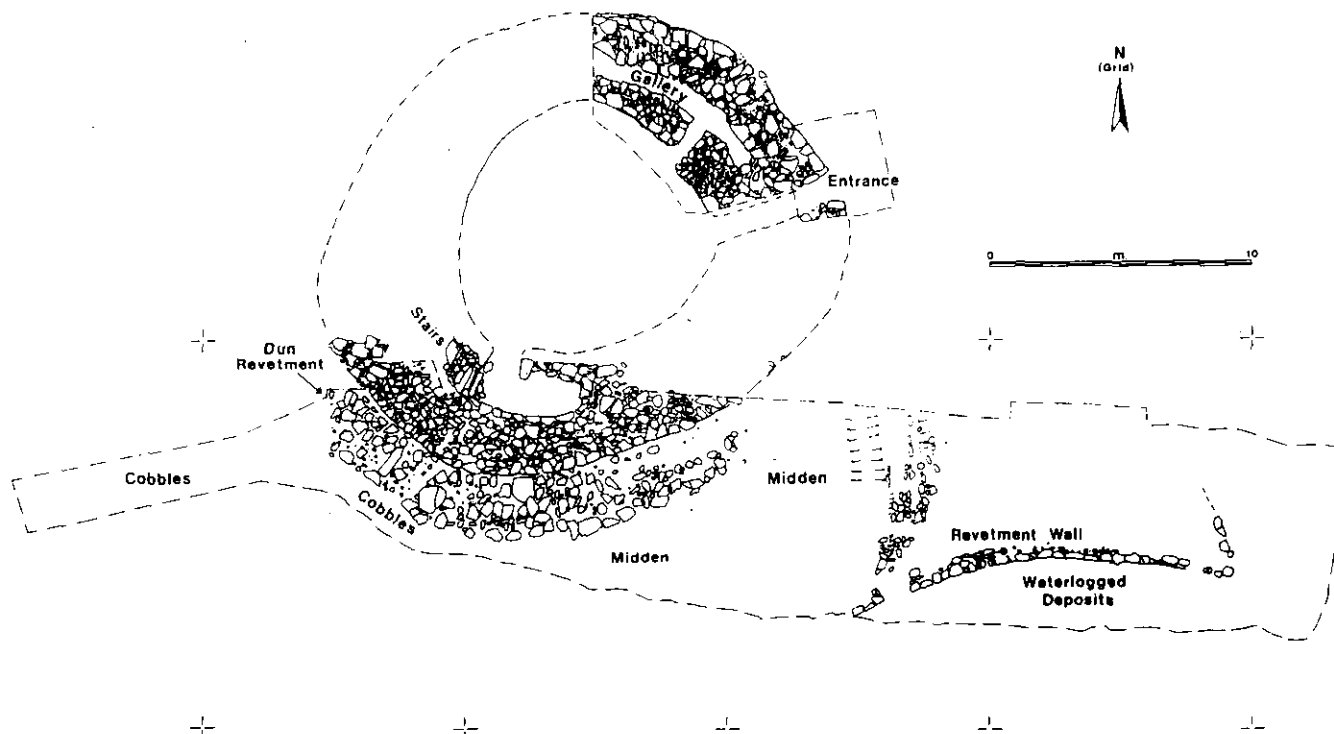 N
(Grid)
Gallery
Entrance
0 m. 10
Stairs
Dun
Revetment
Cobbles
Cobbles
Midden
Midden
Revetment Wall
Waterlogged
Deposits